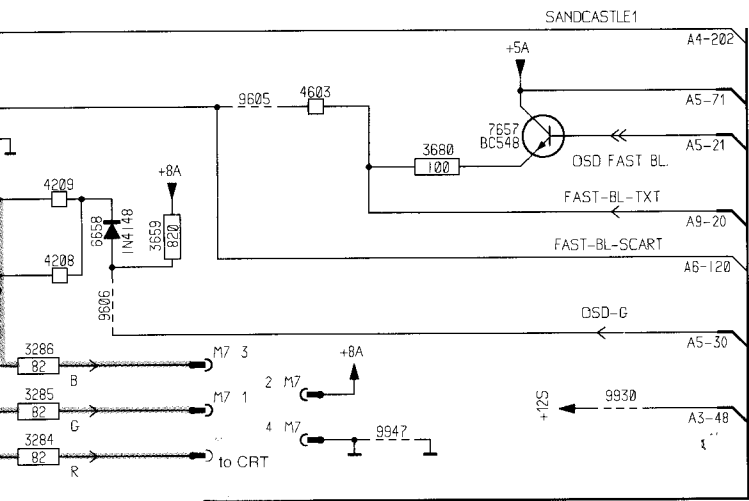 SANDCASTLE1
A4-202
+5A
9605
4603
A5-71
7657
BC548
3680
100
A5-21
OSD FAST BL.
4209
+8A
FAST-BL-TXT
A9-20
6658
1N4148
3659
820
FAST-BL-SCART
4208
A6-120
9606
OSD-G
A5-30
3286
82
B
M7 3
+8A
2 M7
3285
82
G
M7 1
+12S
9930
A3-48
4 M7
9947
3284
82
R
to CRT